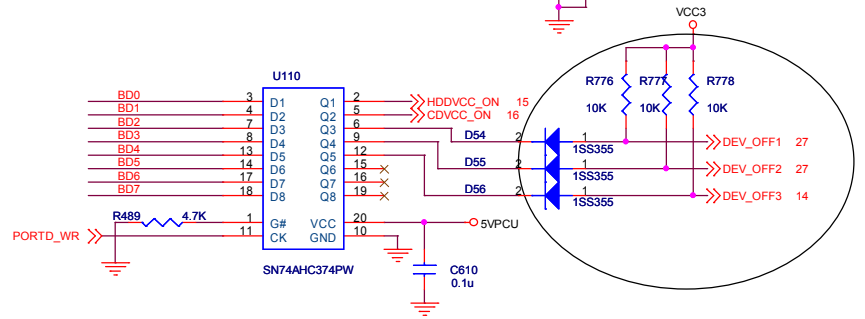 VCC3
U110
R776 R777 R778
10K 10K 10K
BD0 3 D1 Q1 2 HDDVCC_ON 15
BD1 4 D2 Q2 5 CDVCC_ON 16
BD2 7 D3 Q3 6 D54 2 1 DEV_OFF1 27
1SS355
BD3 8 D4 Q4 9
BD4 13 D5 Q5 12 D55 2 1 DEV_OFF2 27
1SS355
BD5 14 D6 Q6 15
BD6 17 D7 Q7 16
BD7 18 D8 Q8 19 D56 2 1 DEV_OFF3 14
1SS355
R489 4.7K 1 G# VCC 20 5VPCU
PORTD_WR 11 CK GND 10
SN74AHC374PW
C610
0.1u